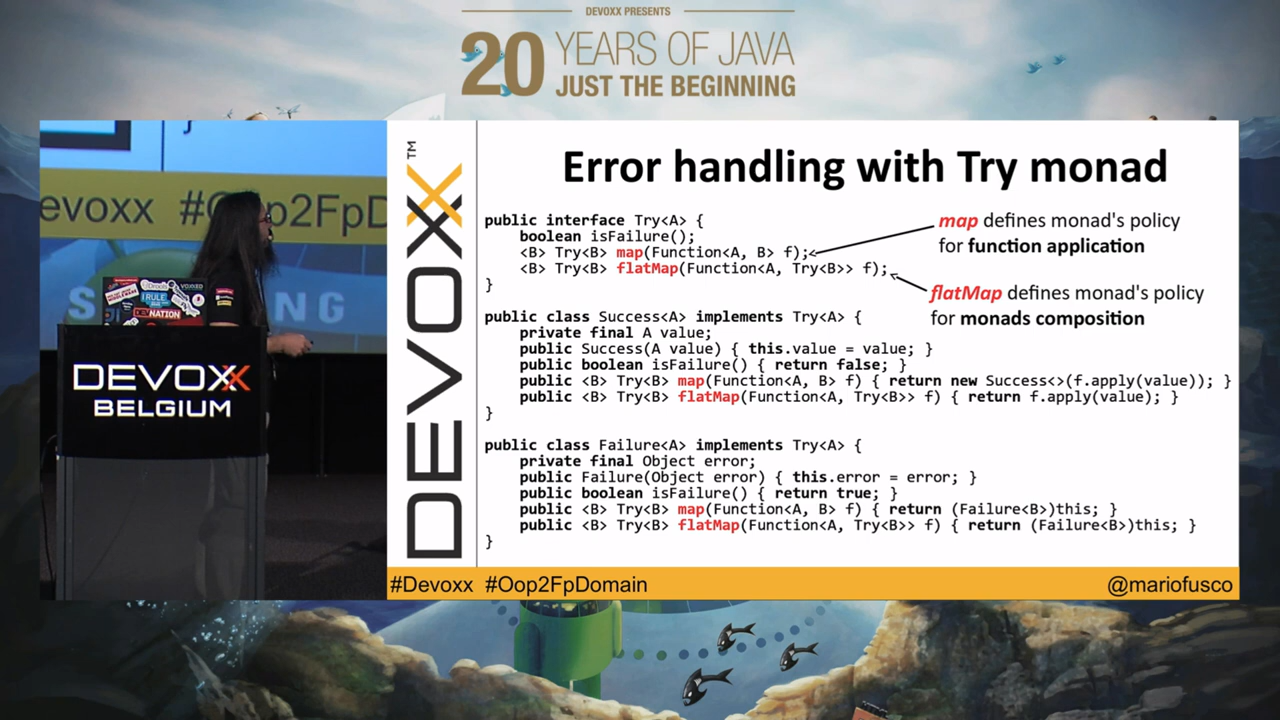 DEVOXX PRESENTS
20 YEARS OF JAVA
JUST THE BEGINNING
evoxx #Oop2FpD
NG
I RULE
NATION
DEVOXX
BELGIUM
DEVOXX™
Error handling with Try monad
public interface Try<A> {
boolean isFailure();
<B> Try<B> map(Function<A, B> f);
<B> Try<B> flatMap(Function<A, Try<B>> f);
}
map defines monad's policy
for function application
flatMap defines monad's policy
for monads composition
public class Success<A> implements Try<A> {
private final A value;
public Success(A value) { this.value = value; }
public boolean isFailure() { return false; }
public <B> Try<B> map(Function<A, B> f) { return new Success<>(f.apply(value)); }
public <B> Try<B> flatMap(Function<A, Try<B>> f) { return f.apply(value); }
}
public class Failure<A> implements Try<A> {
private final Object error;
public Failure(Object error) { this.error = error; }
public boolean isFailure() { return true; }
public <B> Try<B> map(Function<A, B> f) { return (Failure<B>)this; }
public <B> Try<B> flatMap(Function<A, Try<B>> f) { return (Failure<B>)this; }
}
#Devoxx #Oop2FpDomain
@mariofusco